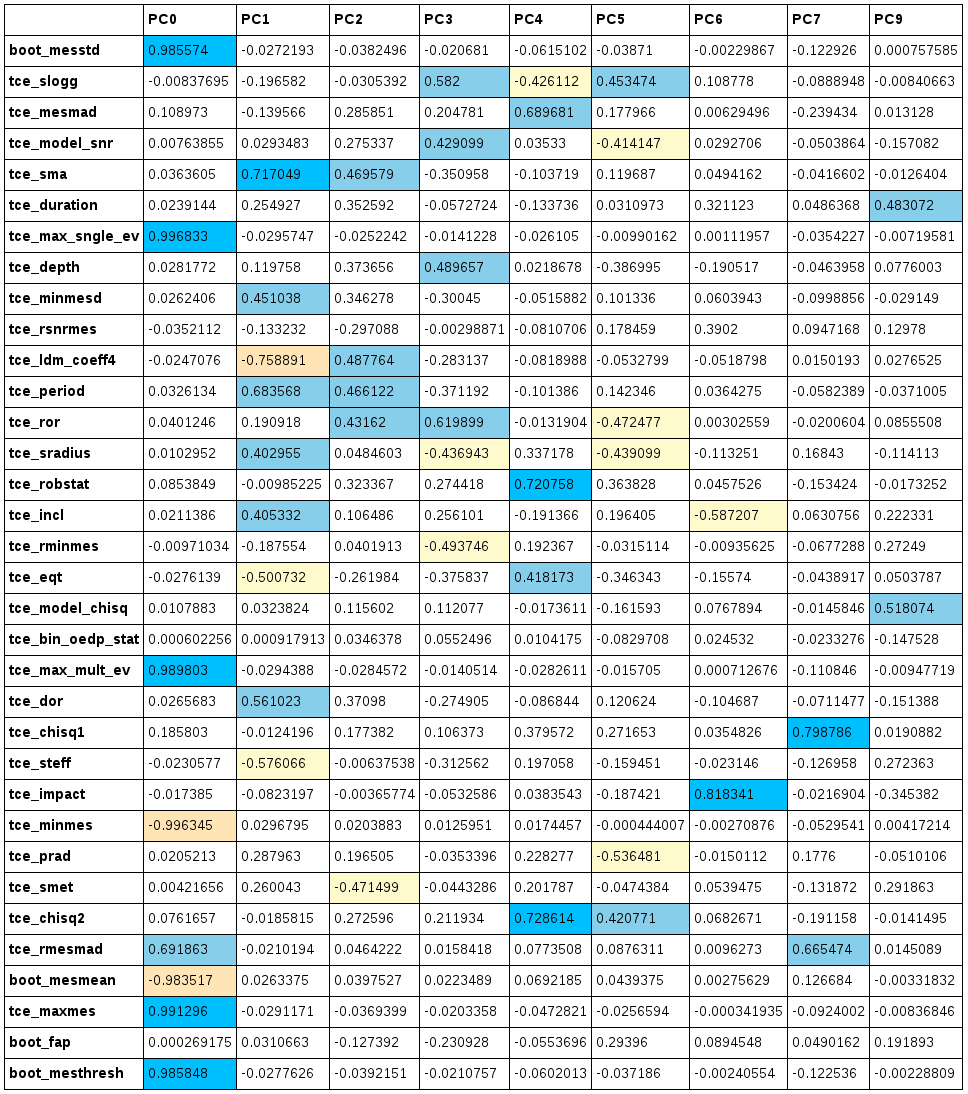 PC0 PC1 PC2 PC3 PC4 PC5 PC6 PC7 PC9
boot_messtd 0.985574 -0.0272193 -0.0382496 -0.020681 -0.0615102 -0.03871 -0.00229867 -0.122926 0.000757585
tce_slogg -0.00837695 -0.196582 -0.0305392 0.582 -0.426112 0.453474 0.108778 -0.0888948 -0.00840663
tce_mesmad 0.108973 -0.139566 0.285851 0.204781 0.689681 0.177966 0.00629496 -0.239434 0.013128
tce_model_snr 0.00763855 0.0293483 0.275337 0.429099 0.03533 -0.414147 0.0292706 -0.0503864 -0.157082
tce_sma 0.0363605 0.717049 0.469579 -0.350958 -0.103719 0.119687 0.0494162 -0.0416602 -0.0126404
tce_duration 0.0239144 0.254927 0.352592 -0.0572724 -0.133736 0.0310973 0.321123 0.0486368 0.483072
tce_max_sngle_ev 0.996833 -0.0295747 -0.0252242 -0.0141228 -0.026105 -0.00990162 0.00111957 -0.0354227 -0.00719581
tce_depth 0.0281772 0.119758 0.373656 0.489657 0.0218678 -0.386995 -0.190517 -0.0463958 0.0776003
tce_minmesd 0.0262406 0.451038 0.346278 -0.30045 -0.0515882 0.101336 0.0603943 -0.0998856 -0.029149
tce_rsnrmes -0.0352112 -0.133232 -0.297088 -0.00298871 -0.0810706 0.178459 0.3902 0.0947168 0.12978
tce_ldm_coeff4 -0.0247076 -0.758891 0.487764 -0.283137 -0.0818988 -0.0532799 -0.0518798 0.0150193 0.0276525
tce_period 0.0326134 0.683568 0.466122 -0.371192 -0.101386 0.142346 0.0364275 -0.0582389 -0.0371005
tce_ror 0.0401246 0.190918 0.43162 0.619899 -0.0131904 -0.472477 0.00302559 -0.0200604 0.0855508
tce_sradius 0.0102952 0.402955 0.0484603 -0.436943 0.337178 -0.439099 -0.113251 0.16843 -0.114113
tce_robstat 0.0853849 -0.00985225 0.323367 0.274418 0.720758 0.363828 0.0457526 -0.153424 -0.0173252
tce_incl 0.0211386 0.405332 0.106486 0.256101 -0.191366 0.196405 -0.587207 0.0630756 0.222331
tce_rminmes -0.00971034 -0.187554 0.0401913 -0.493746 0.192367 -0.0315114 -0.00935625 -0.0677288 0.27249
tce_eqt -0.0276139 -0.500732 -0.261984 -0.375837 0.418173 -0.346343 -0.15574 -0.0438917 0.0503787
tce_model_chisq 0.0107883 0.0323824 0.115602 0.112077 -0.0173611 -0.161593 0.0767894 -0.0145846 0.518074
tce_bin_oedp_stat 0.000602256 0.000917913 0.0346378 0.0552496 0.0104175 -0.0829708 0.024532 -0.0233276 -0.147528
tce_max_mult_ev 0.989803 -0.0294388 -0.0284572 -0.0140514 -0.0282611 -0.015705 0.000712676 -0.110846 -0.00947719
tce_dor 0.0265683 0.561023 0.37098 -0.274905 -0.086844 0.120624 -0.104687 -0.0711477 -0.151388
tce_chisq1 0.185803 -0.0124196 0.177382 0.106373 0.379572 0.271653 0.0354826 0.798786 0.0190882
tce_steff -0.0230577 -0.576066 -0.00637538 -0.312562 0.197058 -0.159451 -0.023146 -0.126958 0.272363
tce_impact -0.017385 -0.0823197 -0.00365774 -0.0532586 0.0383543 -0.187421 0.818341 -0.0216904 -0.345382
tce_minmes -0.996345 0.0296795 0.0203883 0.0125951 0.0174457 -0.000444007 -0.00270876 -0.0529541 0.00417214
tce_prad 0.0205213 0.287963 0.196505 -0.0353396 0.228277 -0.536481 -0.0150112 0.1776 -0.0510106
tce_smet 0.00421656 0.260043 -0.471499 -0.0443286 0.201787 -0.0474384 0.0539475 -0.131872 0.291863
tce_chisq2 0.0761657 -0.0185815 0.272596 0.211934 0.728614 0.420771 0.0682671 -0.191158 -0.0141495
tce_rmesmad 0.691863 -0.0210194 0.0464222 0.0158418 0.0773508 0.0876311 0.0096273 0.665474 0.0145089
boot_mesmean -0.983517 0.0263375 0.0397527 0.0223489 0.0692185 0.0439375 0.00275629 0.126684 -0.00331832
tce_maxmes 0.991296 -0.0291171 -0.0369399 -0.0203358 -0.0472821 -0.0256594 -0.000341935 -0.0924002 -0.00836846
boot_fap 0.000269175 0.0310663 -0.127392 -0.230928 -0.0553696 0.29396 0.0894548 0.0490162 0.191893
boot_mesthresh 0.985848 -0.0277626 -0.0392151 -0.0210757 -0.0602013 -0.037186 -0.00240554 -0.122536 -0.00228809